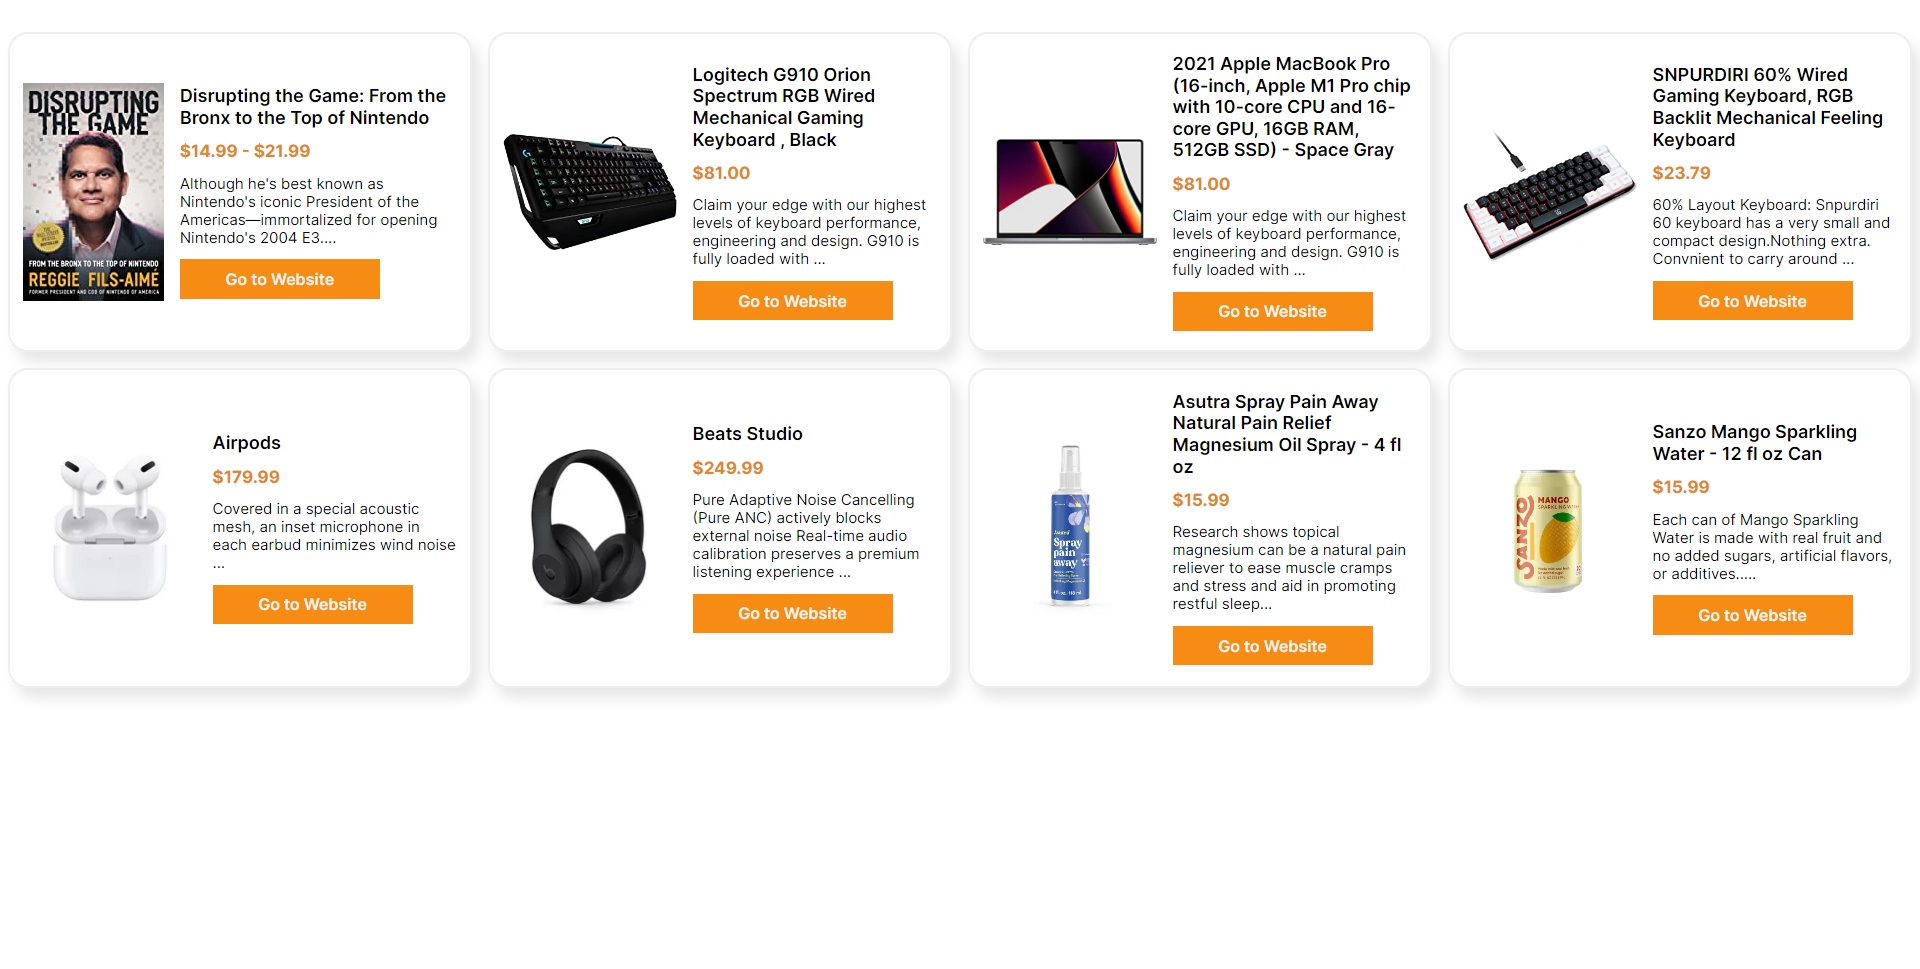 DISRUPTING
THE GAME
FROM THE BRONX TO THE TOP OF NINTENDO
REGGIE FILS-AIMÉ
FORMER PRESIDENT AND COO OF NINTENDO OF AMERICA
Disrupting the Game: From the
Bronx to the Top of Nintendo
$14.99 - $21.99
Although he's best known as
Nintendo's iconic President of the
Americas—immortalized for opening
Nintendo's 2004 E3....
Go to Website
Logitech G910 Orion
Spectrum RGB Wired
Mechanical Gaming
Keyboard , Black
$81.00
Claim your edge with our highest
levels of keyboard performance,
engineering and design. G910 is
fully loaded with ...
Go to Website
2021 Apple MacBook Pro
(16-inch, Apple M1 Pro chip
with 10-core CPU and 16-
core GPU, 16GB RAM,
512GB SSD) - Space Gray
$81.00
Claim your edge with our highest
levels of keyboard performance,
engineering and design. G910 is
fully loaded with ...
Go to Website
SNPURDIRI 60% Wired
Gaming Keyboard, RGB
Backlit Mechanical Feeling
Keyboard
$23.79
60% Layout Keyboard: Snpurdiri
60 keyboard has a very small and
compact design.Nothing extra.
Convnient to carry around ...
Go to Website
Airpods
$179.99
Covered in a special acoustic
mesh, an inset microphone in
each earbud minimizes wind noise
...
Go to Website
Beats Studio
$249.99
Pure Adaptive Noise Cancelling
(Pure ANC) actively blocks
external noise Real-time audio
calibration preserves a premium
listening experience ...
Go to Website
Asutra
Spray
pain
away
Asutra Spray Pain Away
Natural Pain Relief
Magnesium Oil Spray - 4 fl
oz
$15.99
Research shows topical
magnesium can be a natural pain
reliever to ease muscle cramps
and stress and aid in promoting
restful sleep...
Go to Website
SANZO
MANGO
SPARKLING
Sanzo Mango Sparkling
Water - 12 fl oz Can
$15.99
Each can of Mango Sparkling
Water is made with real fruit and
no added sugars, artificial flavors,
or additives.....
Go to Website